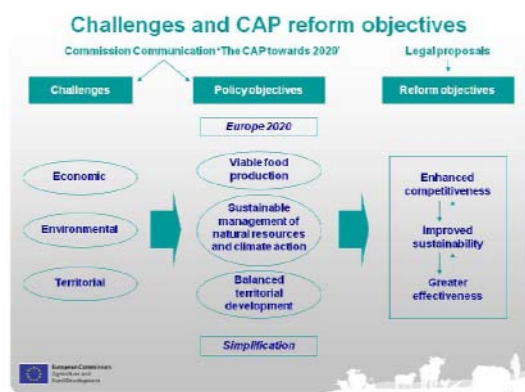 Challenges and CAP reform objectives
Commission Communication 'The CAP towards 2020'
Legal proposals
Challenges
Policy objectives
Reform objectives
Europe 2020
Economic
Environmental
Territorial
Viable food
production
Sustainable
management of
natural resources
and climate action
Balanced
territorial
development
Simplification
Enhanced
competitiveness
Improved
sustainability
Greater
effectiveness
European Commission
Agriculture and
Rural Development